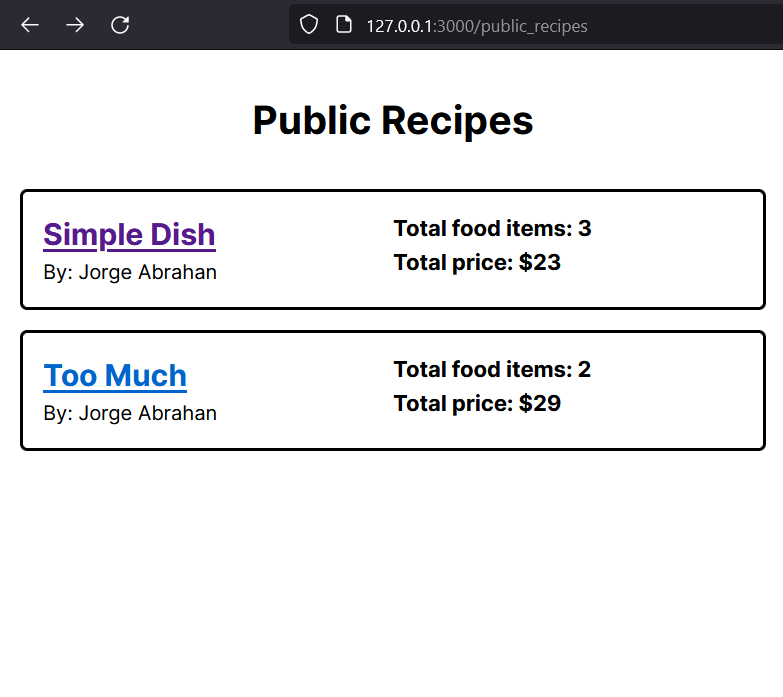 127.0.0.1:3000/public_recipes
Public Recipes
Simple Dish
By: Jorge Abrahan
Total food items: 3
Total price: $23
Too Much
By: Jorge Abrahan
Total food items: 2
Total price: $29